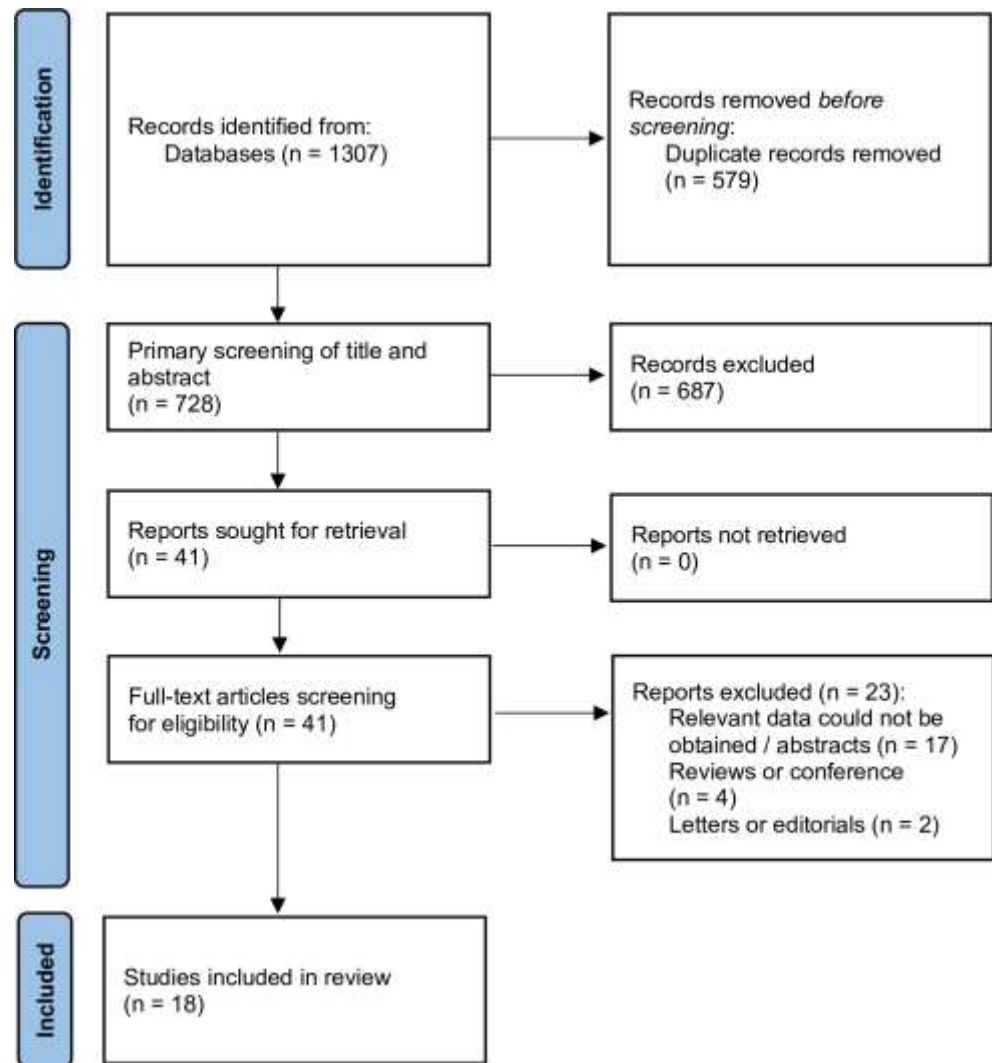 Identification
Records identified from:
Databases (n = 1307)
Records removed before
screening:
Duplicate records removed
(n = 579)
Screening
Primary screening of title and
abstract
(n = 728)
Records excluded
(n = 687)
Reports sought for retrieval
(n = 41)
Reports not retrieved
(n = 0)
Full-text articles screening
for eligibility (n = 41)
Reports excluded (n = 23):
Relevant data could not be
obtained / abstracts (n = 17)
Reviews or conference
(n = 4)
Letters or editorials (n = 2)
Included
Studies included in review
(n = 18)